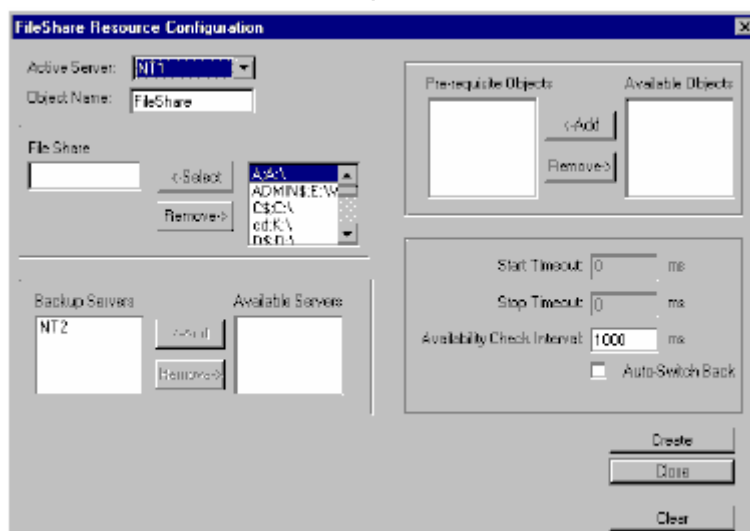 FileShare Resource Configuration
Active Server: NT1
Object Name: FileShare
File Share
<-Select
Remove->
A:A:\
ADMIN$:E:\
C$:C:\
cd:K:\
D$:D:\
Backup Servers
NT2
<-Add
Remove->
Available Servers
Pre-requisite Objects
<-Add
Remove->
Available Objects
Start Timeout: 0 ms
Stop Timeout: 0 ms
Availability Check Interval: 1000 ms
Auto-Switch Back
Create
Close
Clear